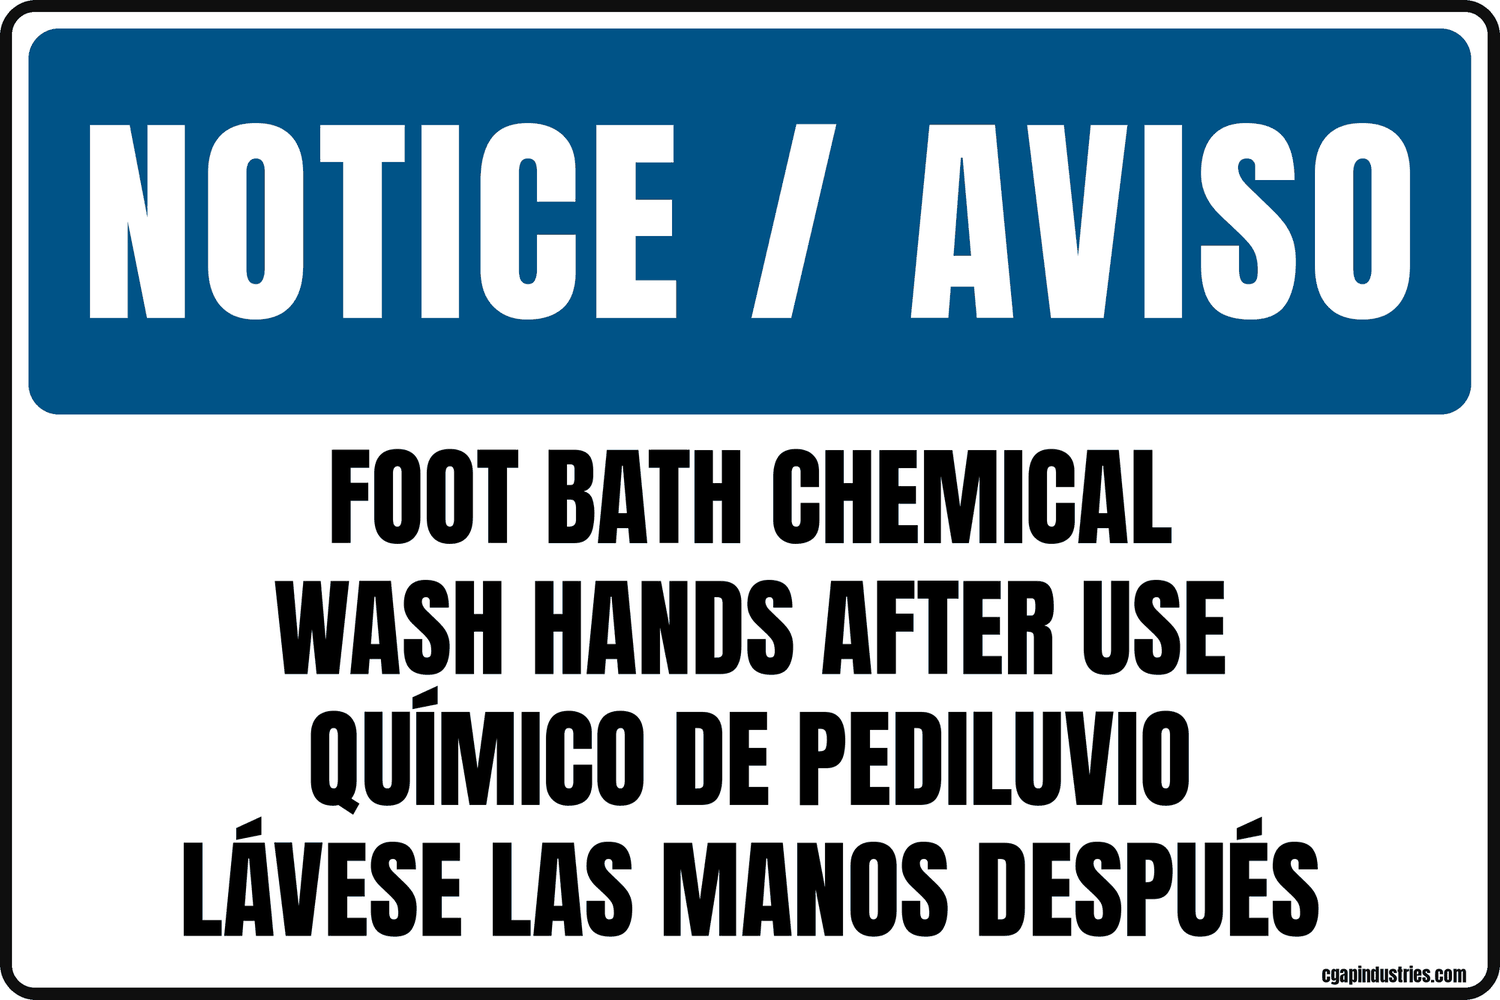 NOTICE / AVISO
FOOT BATH CHEMICAL
WASH HANDS AFTER USE
QUÍMICO DE PEDILUVIO
LÁVESE LAS MANOS DESPUÉS
cgapindustries.com